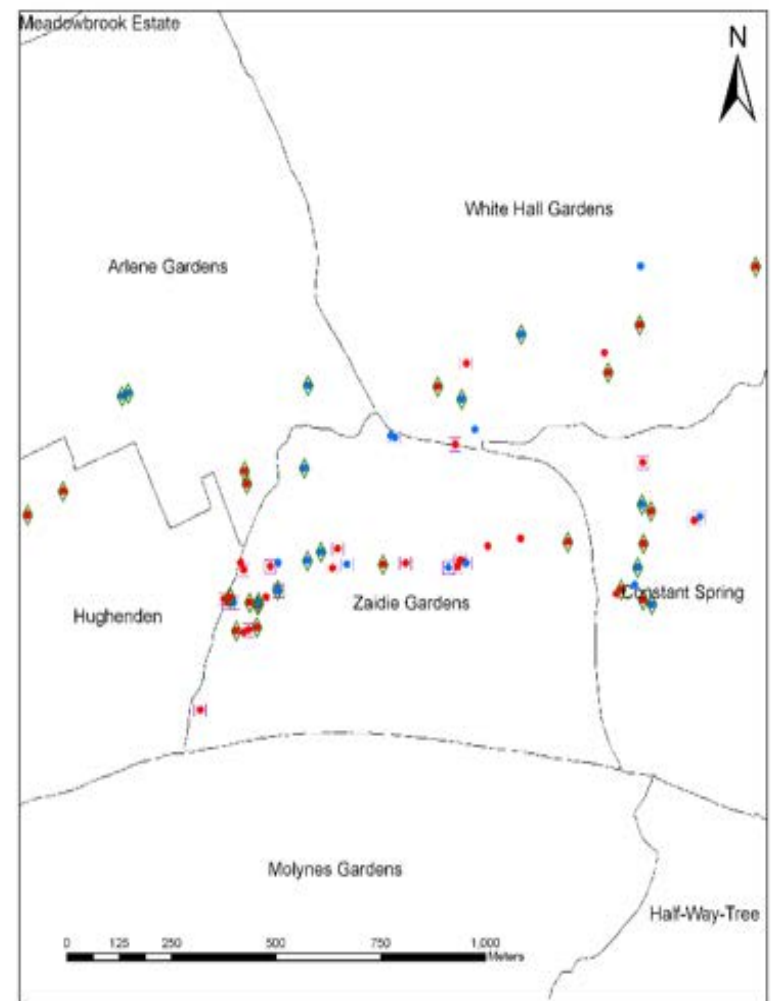 Meadowbrook Estate
N
White Hall Gardens
Arlene Gardens
Hughenden
Zaidie Gardens
Constant Spring
Molynes Gardens
Half-Way-Tree
0 125 250 500 750 1,000
Meters